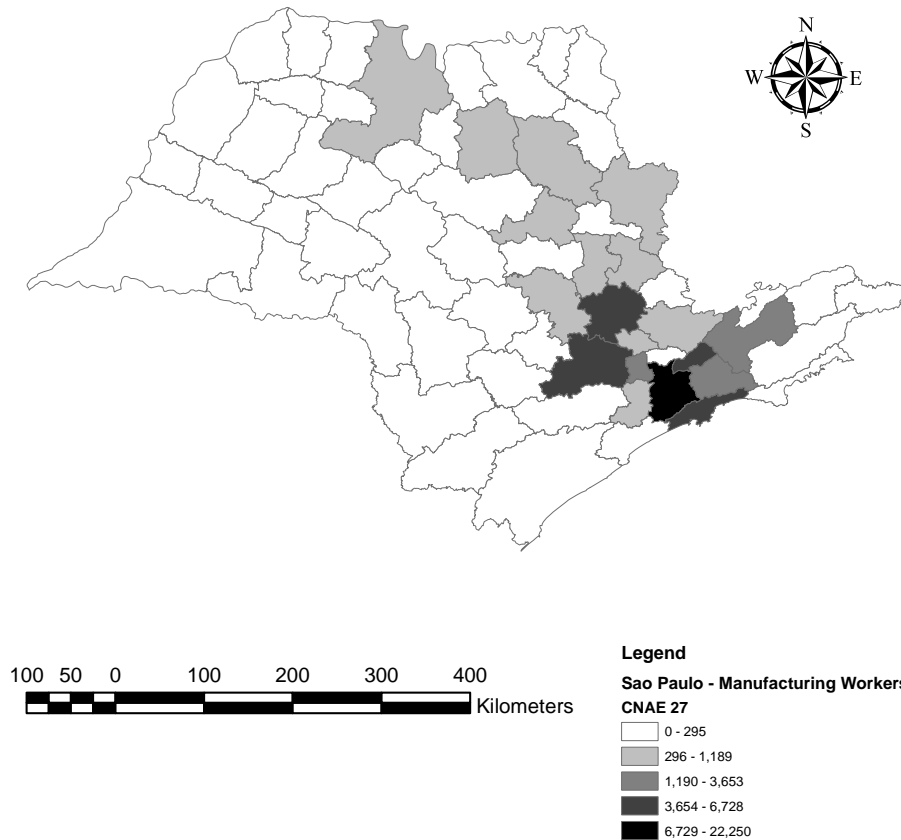 N
W E
S
100 50 0 100 200 300 400
Kilometers
Legend
Sao Paulo - Manufacturing Workers
CNAE 27
0 - 295
296 - 1,189
1,190 - 3,653
3,654 - 6,728
6,729 - 22,250